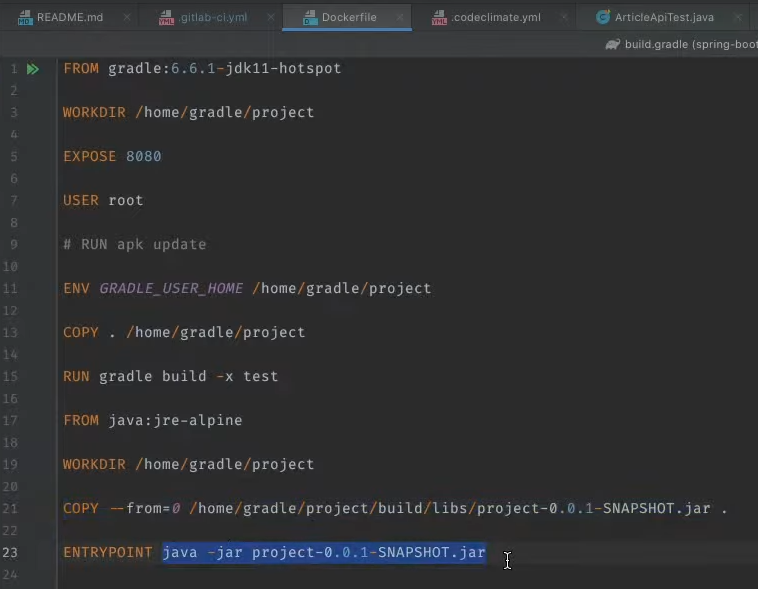 README.md .gitlab-ci.yml Dockerfile .codeclimate.yml ArticleApiTest.java
build.gradle (spring-boot
1 FROM gradle:6.6.1-jdk11-hotspot
2
3 WORKDIR /home/gradle/project
4
5 EXPOSE 8080
6
7 USER root
8
9 # RUN apk update
10
11 ENV GRADLE_USER_HOME /home/gradle/project
12
13 COPY . /home/gradle/project
14
15 RUN gradle build -x test
16
17 FROM java:jre-alpine
18
19 WORKDIR /home/gradle/project
20
21 COPY --from=0 /home/gradle/project/build/libs/project-0.0.1-SNAPSHOT.jar .
22
23 ENTRYPOINT java -jar project-0.0.1-SNAPSHOT.jar
24